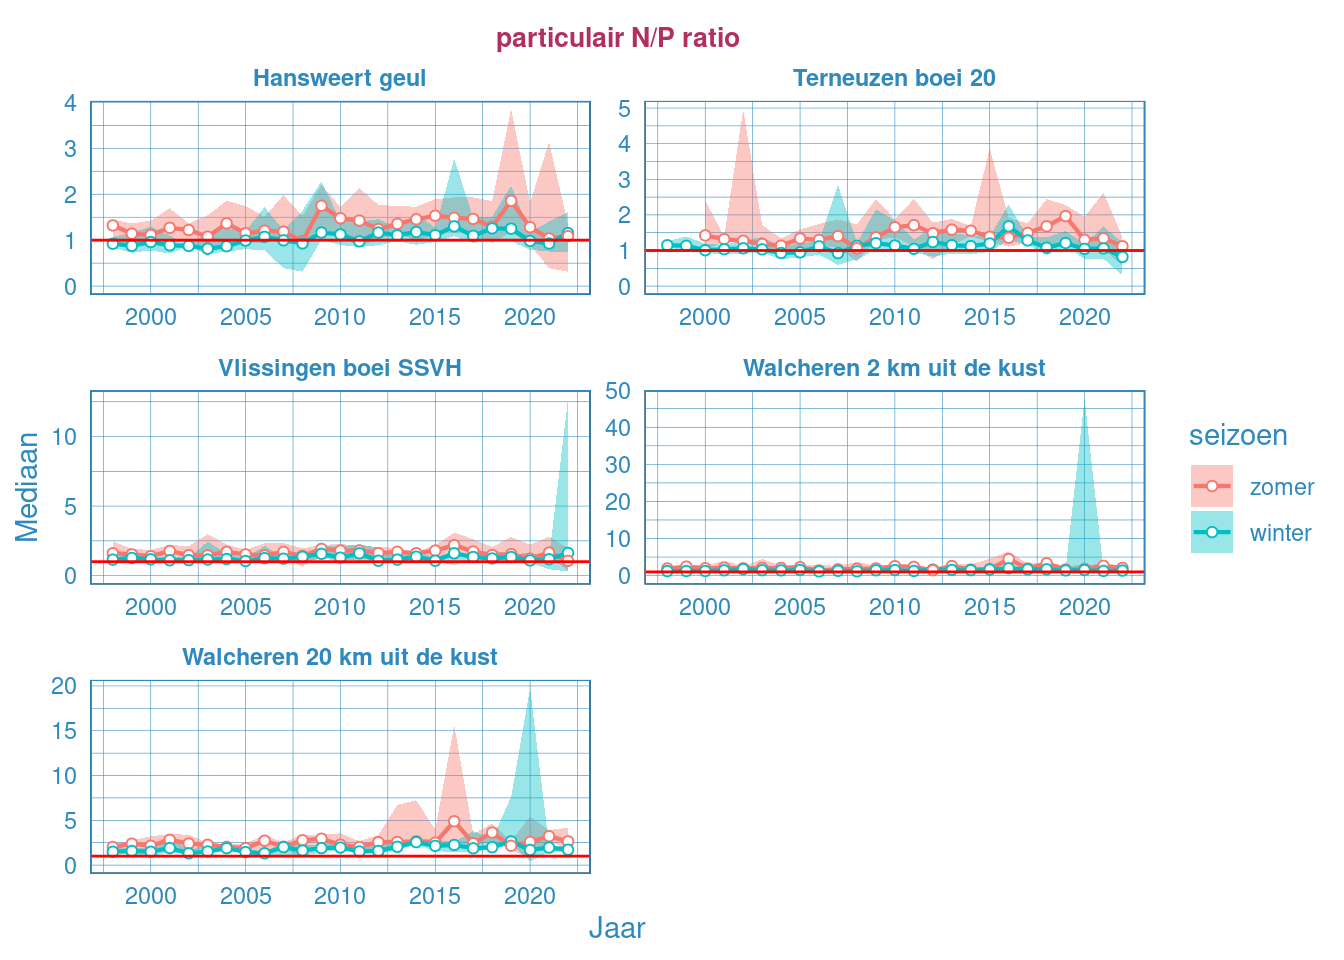 particulair N/P ratio
Hansweert geul
Terneuzen boei 20
4
3
2
1
0
5
4
3
2
1
0
2000 2005 2010 2015 2020
2000 2005 2010 2015 2020
Vlissingen boei SSVH
Walcheren 2 km uit de kust
Mediaan
10
5
0
50
40
30
20
10
0
2000 2005 2010 2015 2020
2000 2005 2010 2015 2020
seizoen
zomer
winter
Walcheren 20 km uit de kust
20
15
10
5
0
2000 2005 2010 2015 2020
Jaar